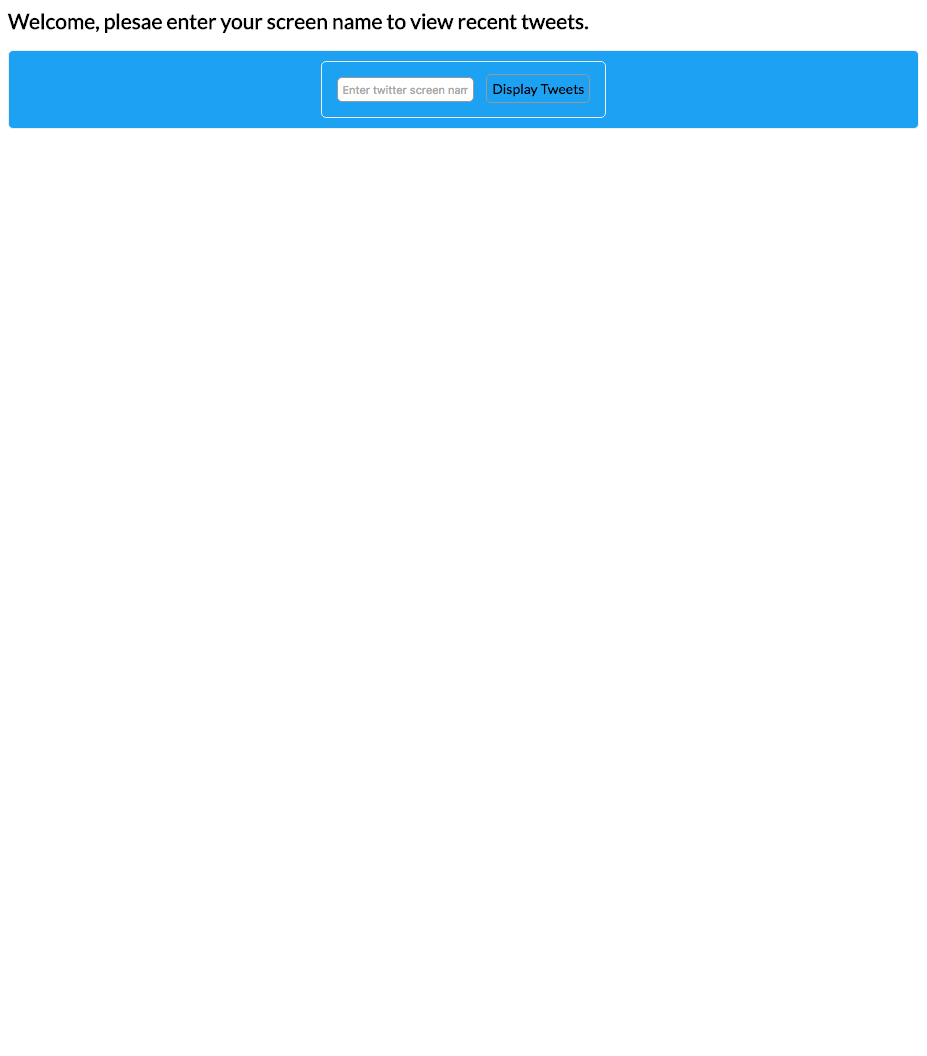 Welcome, plesae enter your screen name to view recent tweets.
Enter twitter screen nam
Display Tweets